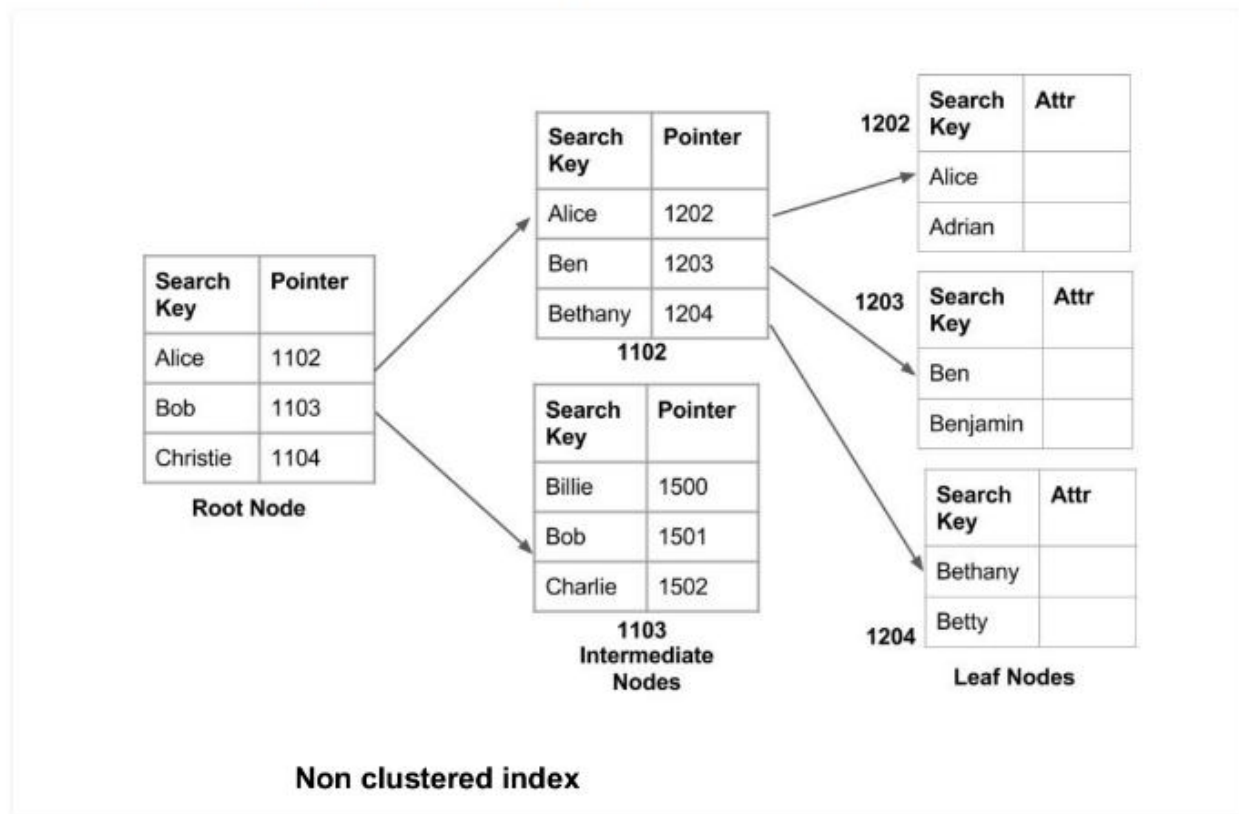 Search Key
Pointer
Alice
1102
Bob
1103
Christie
1104
Root Node
Search Key
Pointer
Alice
1202
Ben
1203
Bethany
1204
1102
Search Key
Pointer
Billie
1500
Bob
1501
Charlie
1502
1103
Intermediate
Nodes
1202
Search Key
Attr
Alice
Adrian
1203
Search Key
Attr
Ben
Benjamin
1204
Search Key
Attr
Bethany
Betty
Leaf Nodes
Non clustered index